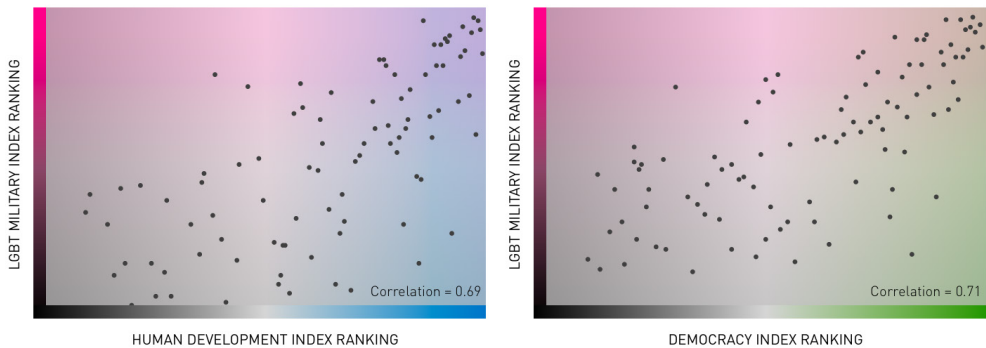 LGBT MILITARY INDEX RANKING
Correlation = 0.69
HUMAN DEVELOPMENT INDEX RANKING
LGBT MILITARY INDEX RANKING
Correlation = 0.71
DEMOCRACY INDEX RANKING